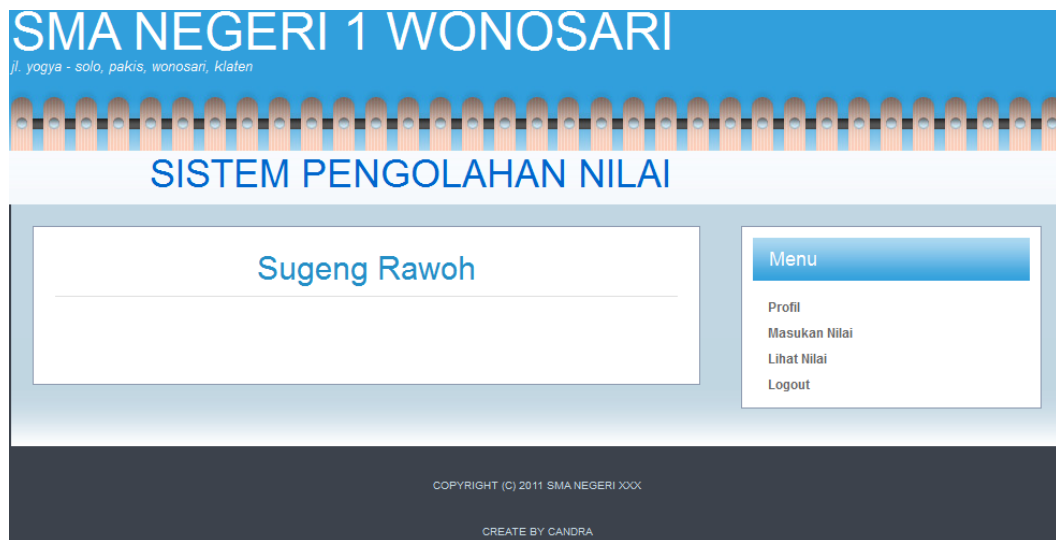 SMA NEGERI 1 WONOSARI
jl. yogya - solo, pakis, wonosari, klaten
SISTEM PENGOLAHAN NILAI
Sugeng Rawoh
Menu
Profil
Masukan Nilai
Lihat Nilai
Logout
COPYRIGHT (C) 2011 SMA NEGERI XXX
CREATE BY CANDRA